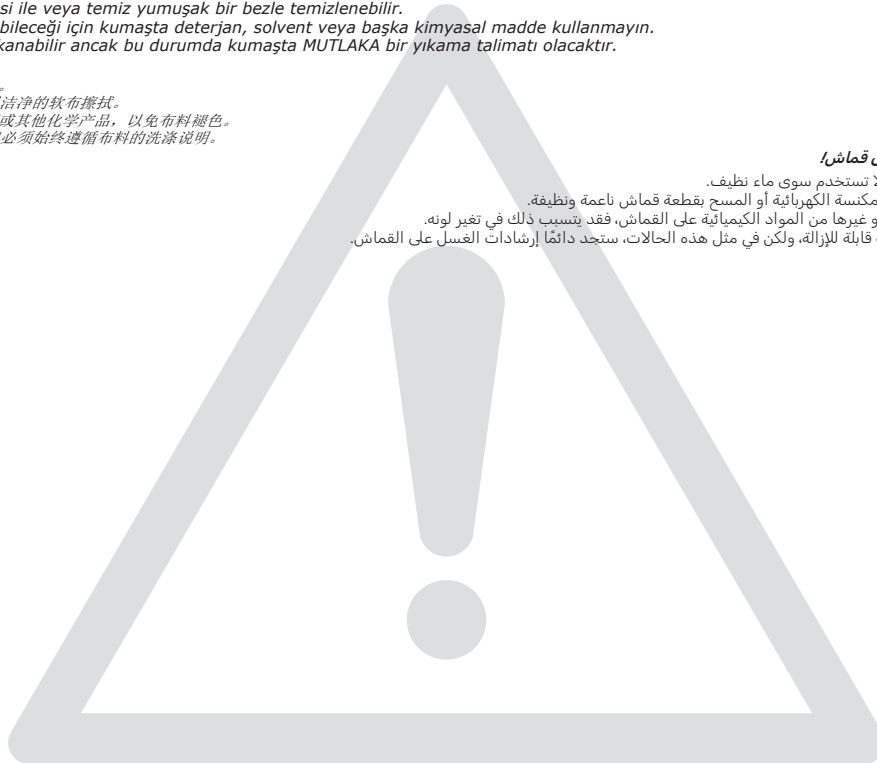 si ile veya temiz yumuşak bir bezle temizlenebilir.
bileceği için kumaşta deterjan, solvent veya başka kimyasal madde kullanmayın.
kanabilir ancak bu durumda kumaşta MUTLAKA bir yıkama talimatı olacaktır.
。
洁净的软布擦拭。
或其他化学产品，以免布料褪色。
必须始终遵循布料的洗涤说明。
قماش!
لا تستخدم سوى ماء نظيف.
مكنسة الكهربائية أو المسح بقطعة قماش ناعمة ونظيفة.
و غيرها من المواد الكيميائية على القماش، فقد يتسبب ذلك في تغير لونه.
قابلة للإزالة، ولكن في مثل هذه الحالات، ستجد دائمًا إرشادات الغسل على القماش.